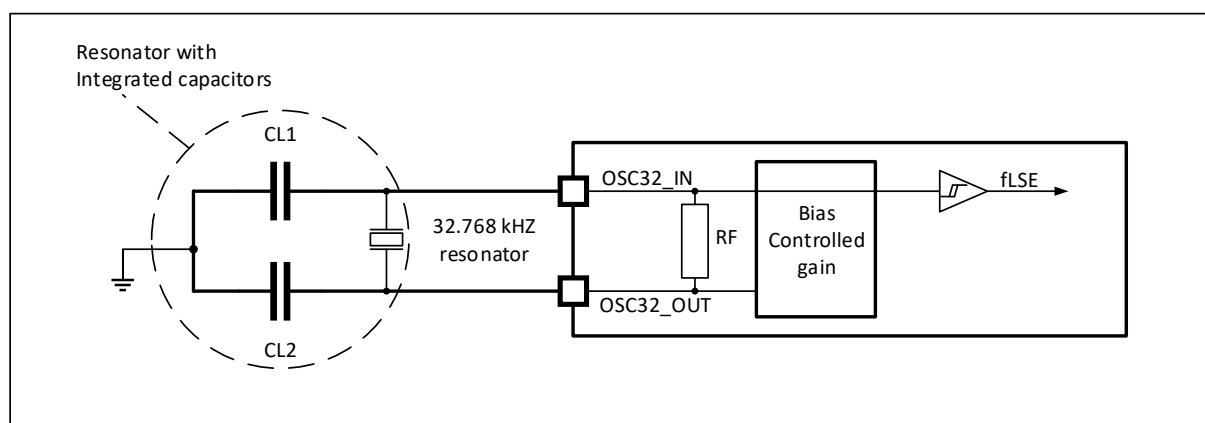 Resonator with
Integrated capacitors
CL1
OSC32_IN
fLSE
32.768 kHZ
resonator
RF
Bias
Controlled
gain
OSC32_OUT
CL2